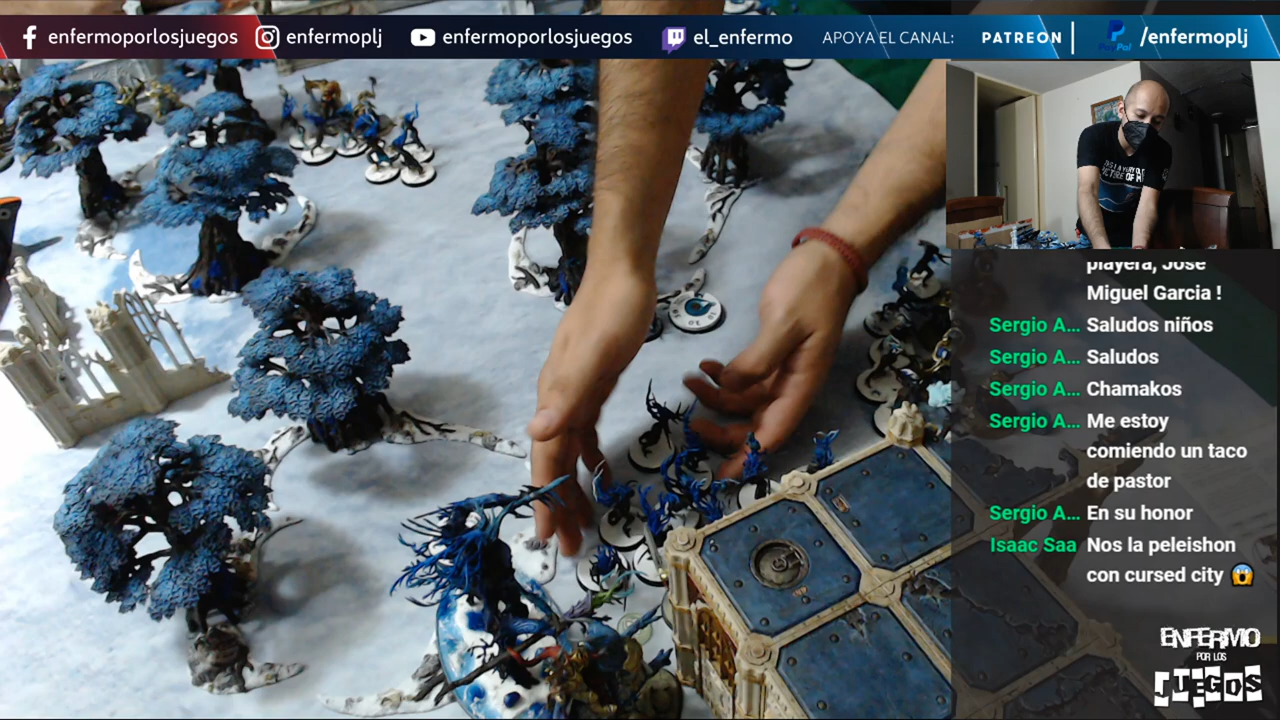 enfermoporlosjuegos
enfermoplj
enfermoporlosjuegos
el_enfermo
APOYA EL CANAL:
PATREON
PayPal
/enfermoplj
playera, Jose
Miguel Garcia !
Sergio A... Saludos niños
Sergio A... Saludos
Sergio A... Chamakos
Sergio A... Me estoy
comiendo un taco
de pastor
Sergio A... En su honor
Isaac Saa Nos la peleishon
con cursed city 😱
ENFERMO
POR LOS
JUEGOS